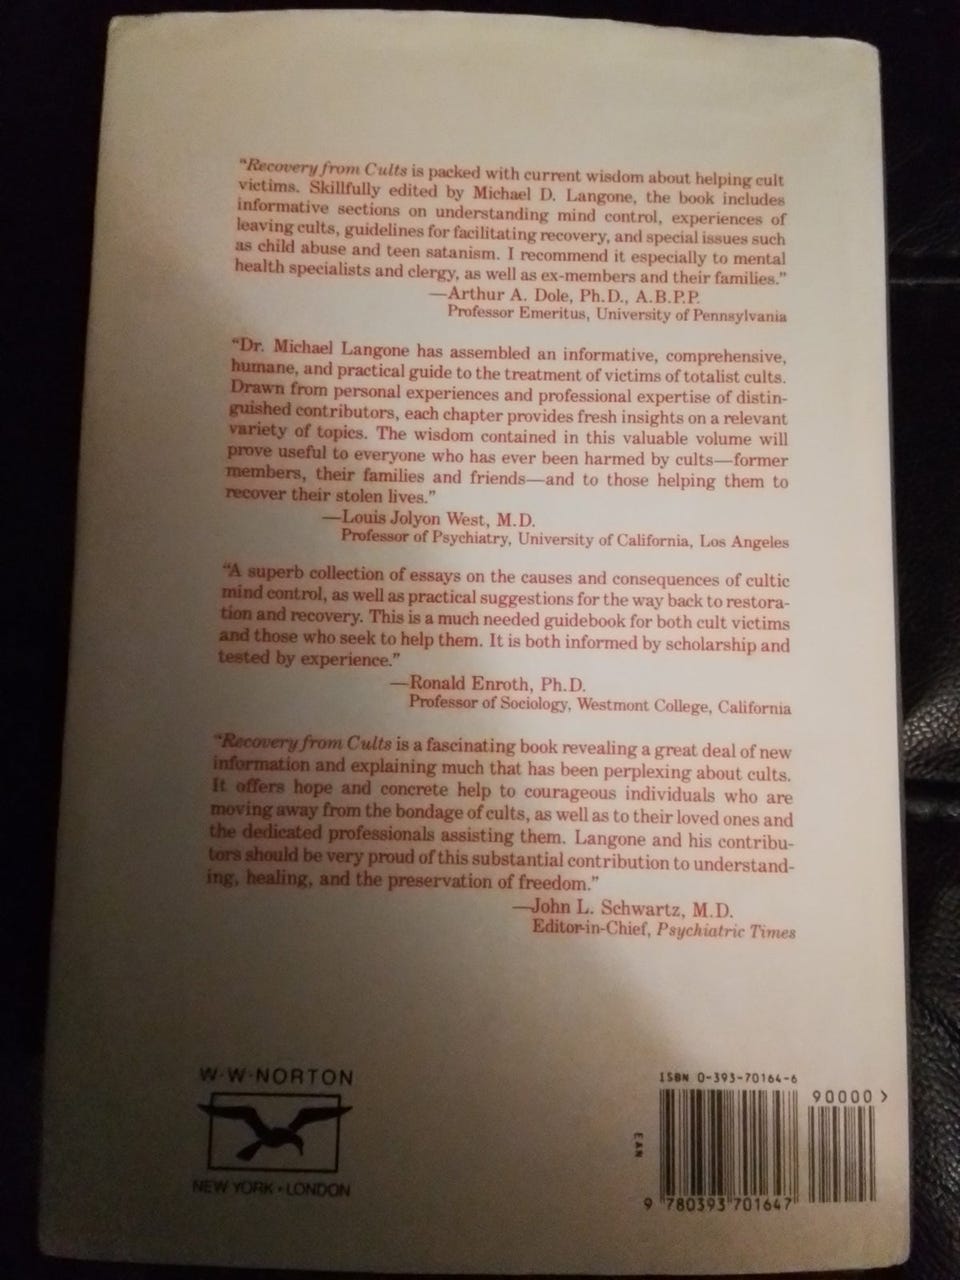 “Recovery from Cults is packed with current wisdom about helping cult
victims. Skillfully edited by Michael D. Langone, the book includes
informative sections on understanding mind control, experiences of
leaving cults, guidelines for facilitating recovery, and special issues such
as child abuse and teen satanism. I recommend it especially to mental
health specialists and clergy, as well as ex-members and their families.”
—Arthur A. Dole, Ph.D., A.B.P.P.
Professor Emeritus, University of Pennsylvania
“Dr. Michael Langone has assembled an informative, comprehensive,
humane, and practical guide to the treatment of victims of totalist cults.
Drawn from personal experiences and professional expertise of distin-
guished contributors, each chapter provides fresh insights on a relevant
variety of topics. The wisdom contained in this valuable volume will
prove useful to everyone who has ever been harmed by cults—former
members, their families and friends—and to those helping them to
recover their stolen lives.”
—Louis Jolyon West, M.D.
Professor of Psychiatry, University of California, Los Angeles
“A superb collection of essays on the causes and consequences of cultic
mind control, as well as practical suggestions for the way back to restora-
tion and recovery. This is a much needed guidebook for both cult victims
and those who seek to help them. It is both informed by scholarship and
tested by experience.”
—Ronald Enroth, Ph.D.
Professor of Sociology, Westmont College, California
“Recovery from Cults is a fascinating book revealing a great deal of new
information and explaining much that has been perplexing about cults.
It offers hope and concrete help to courageous individuals who are
moving away from the bondage of cults, as well as to their loved ones and
the dedicated professionals assisting them. Langone and his contribu-
tors should be very proud of this substantial contribution to understand-
ing, healing, and the preservation of freedom.”
—John L. Schwartz, M.D.
Editor-in-Chief, Psychiatric Times
W·W·NORTON
NEW YORK · LONDON
ISBN 0-393-70164-6
90000 >
EAN
9 780393 701647